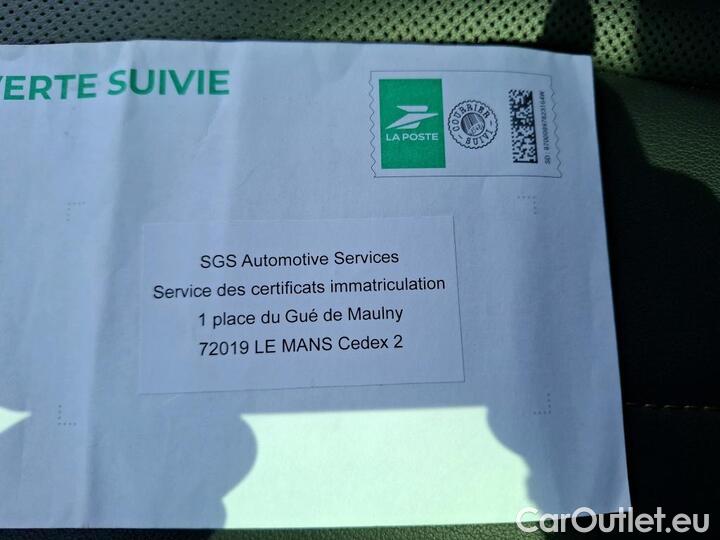 VERTE SUIVIE
LA POSTE
COURRIER
SUIVI
SGS Automotive Services
Service des certificats immatriculation
1 place du Gué de Maulny
72019 LE MANS Cedex 2
CarOutlet.eu